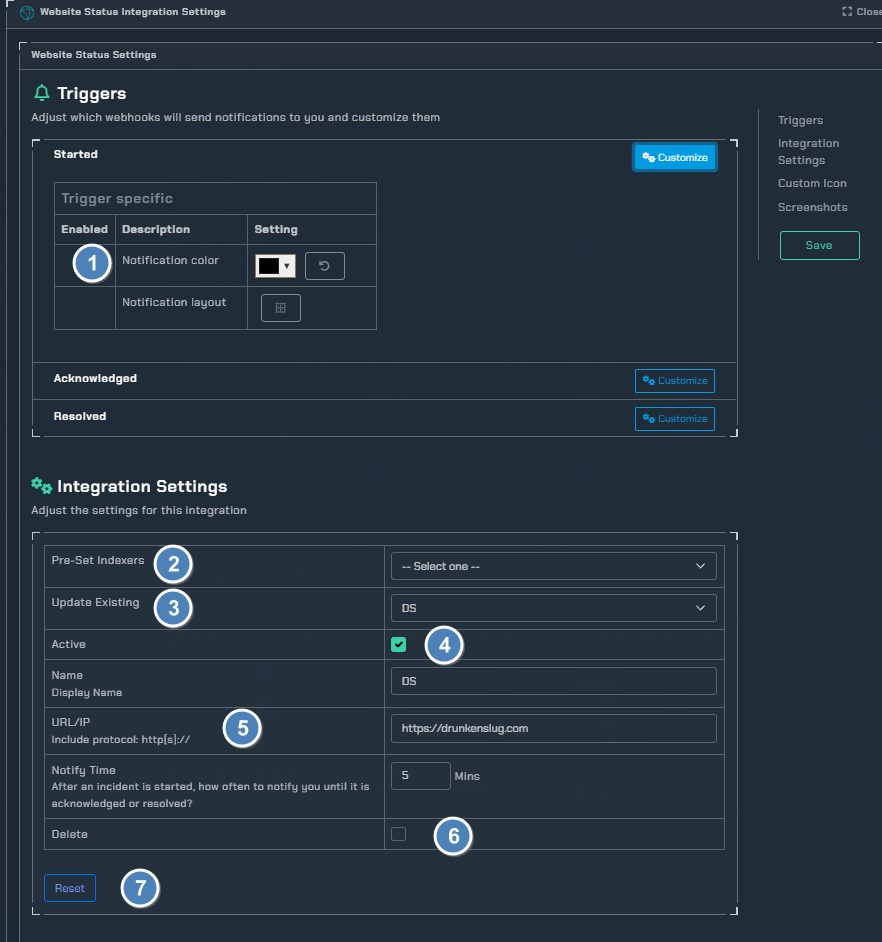 Website Status Integration Settings
Close
Website Status Settings
Triggers
Adjust which webhooks will send notifications to you and customize them
Started
Customize
Trigger specific
Enabled Description Setting
1 Notification color
Notification layout
Acknowledged
Customize
Resolved
Customize
Triggers
Integration
Settings
Custom Icon
Screenshots
Save
Integration Settings
Adjust the settings for this integration
Pre-Set Indexers 2 -- Select one --
Update Existing 3 DS
Active 4
Name
Display Name
DS
URL/IP
Include protocol: http[s]://
5
https://drunkenslug.com
Notify Time
After an incident is started, how often to notify you until it is
acknowledged or resolved?
5 Mins
Delete 6
Reset 7